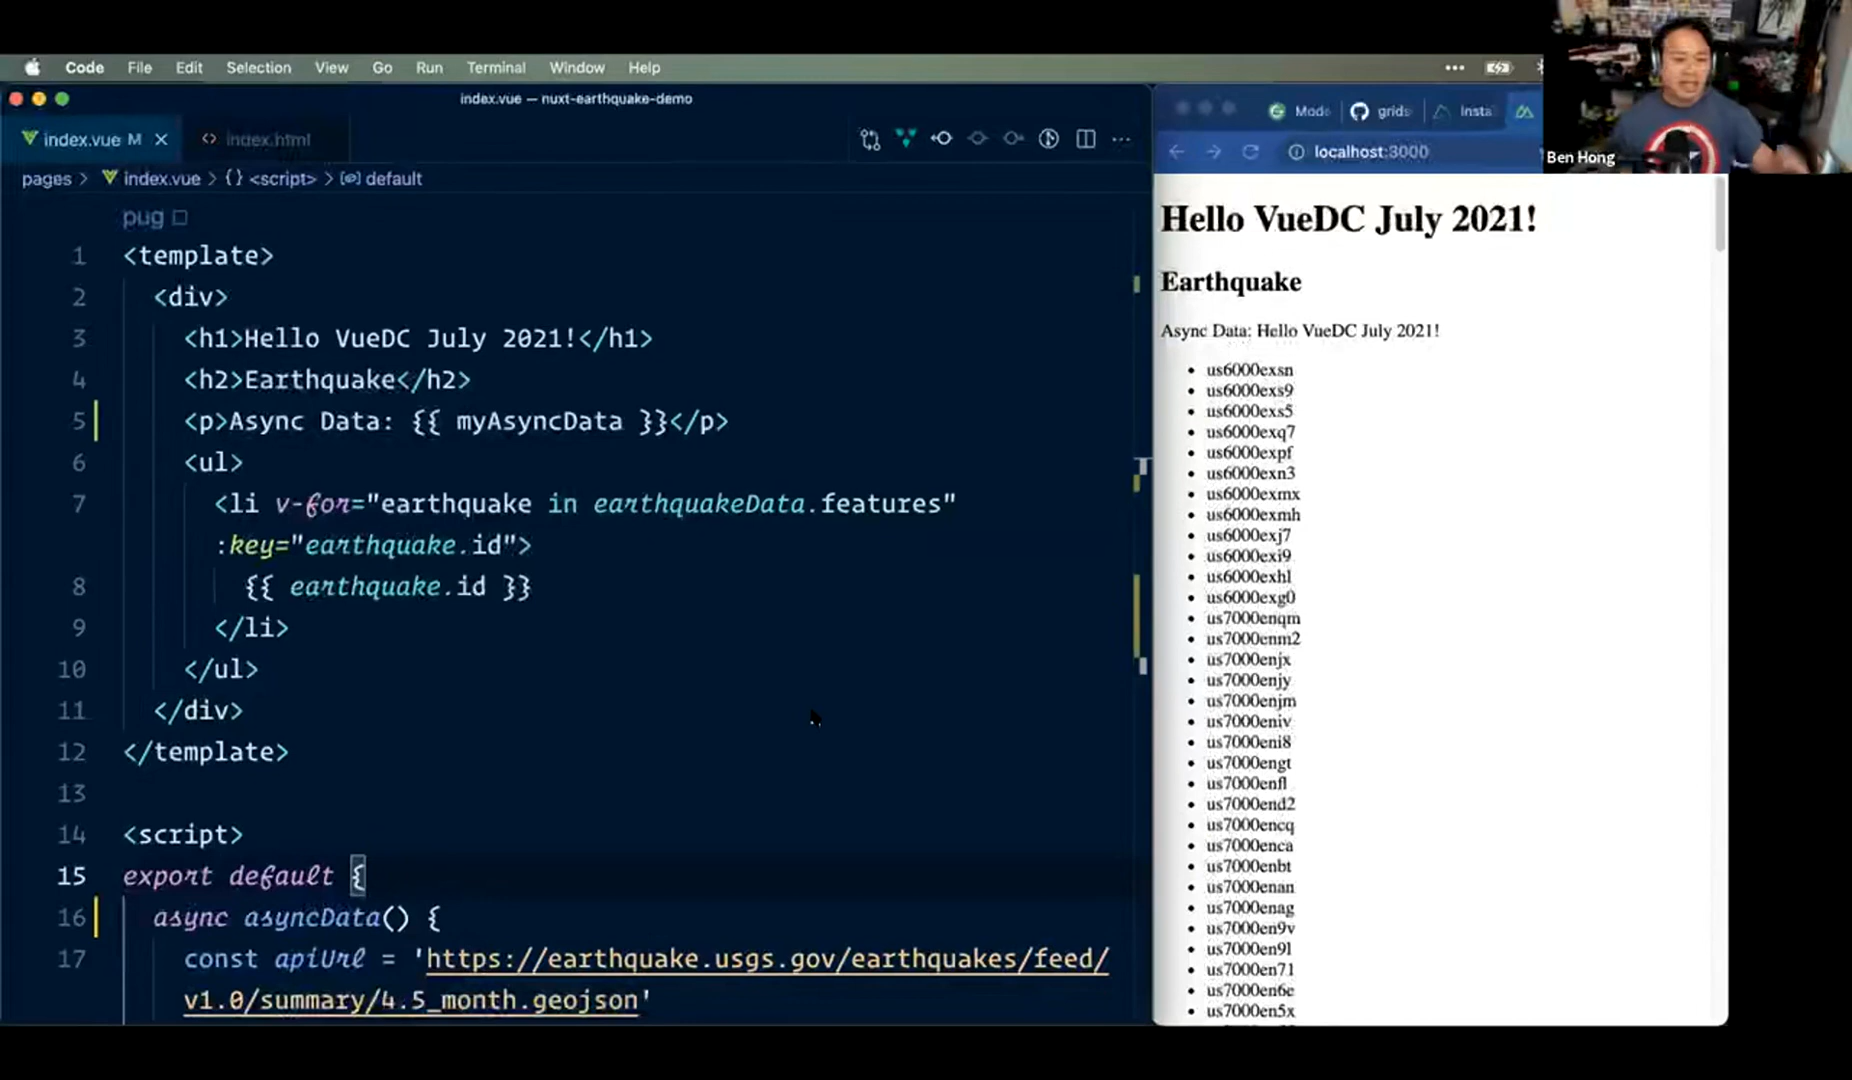 Code File Edit Selection View Go Run Terminal Window Help
index.vue — nuxt-earthquake-demo
index.vue M
index.html
pages > index.vue > {} <script> > default
pug
1 <template>
2 <div>
3 <h1>Hello VueDC July 2021!</h1>
4 <h2>Earthquake</h2>
5 <p>Async Data: {{ myAsyncData }}</p>
6 <ul>
7 <li v-for="earthquake in earthquakeData.features"
:key="earthquake.id">
8 {{ earthquake.id }}
9 </li>
10 </ul>
11 </div>
12 </template>
13
14 <script>
15 export default {
16 async asyncData() {
17 const apiUrl = 'https://earthquake.usgs.gov/earthquakes/feed/
v1.0/summary/4.5_month.geojson'
Mode grids Insta
localhost:3000
Ben Hong
Hello VueDC July 2021!
Earthquake
Async Data: Hello VueDC July 2021!
us6000exsn
us6000exs9
us6000exs5
us6000exq7
us6000expf
us6000exn3
us6000exmx
us6000exmh
us6000exj7
us6000exi9
us6000exhl
us6000exg0
us7000enqm
us7000enm2
us7000enjx
us7000enjy
us7000enjm
us7000eniv
us7000eni8
us7000engt
us7000enfl
us7000end2
us7000encq
us7000enca
us7000enbt
us7000enan
us7000enag
us7000en9v
us7000en9l
us7000en71
us7000en6e
us7000en5x